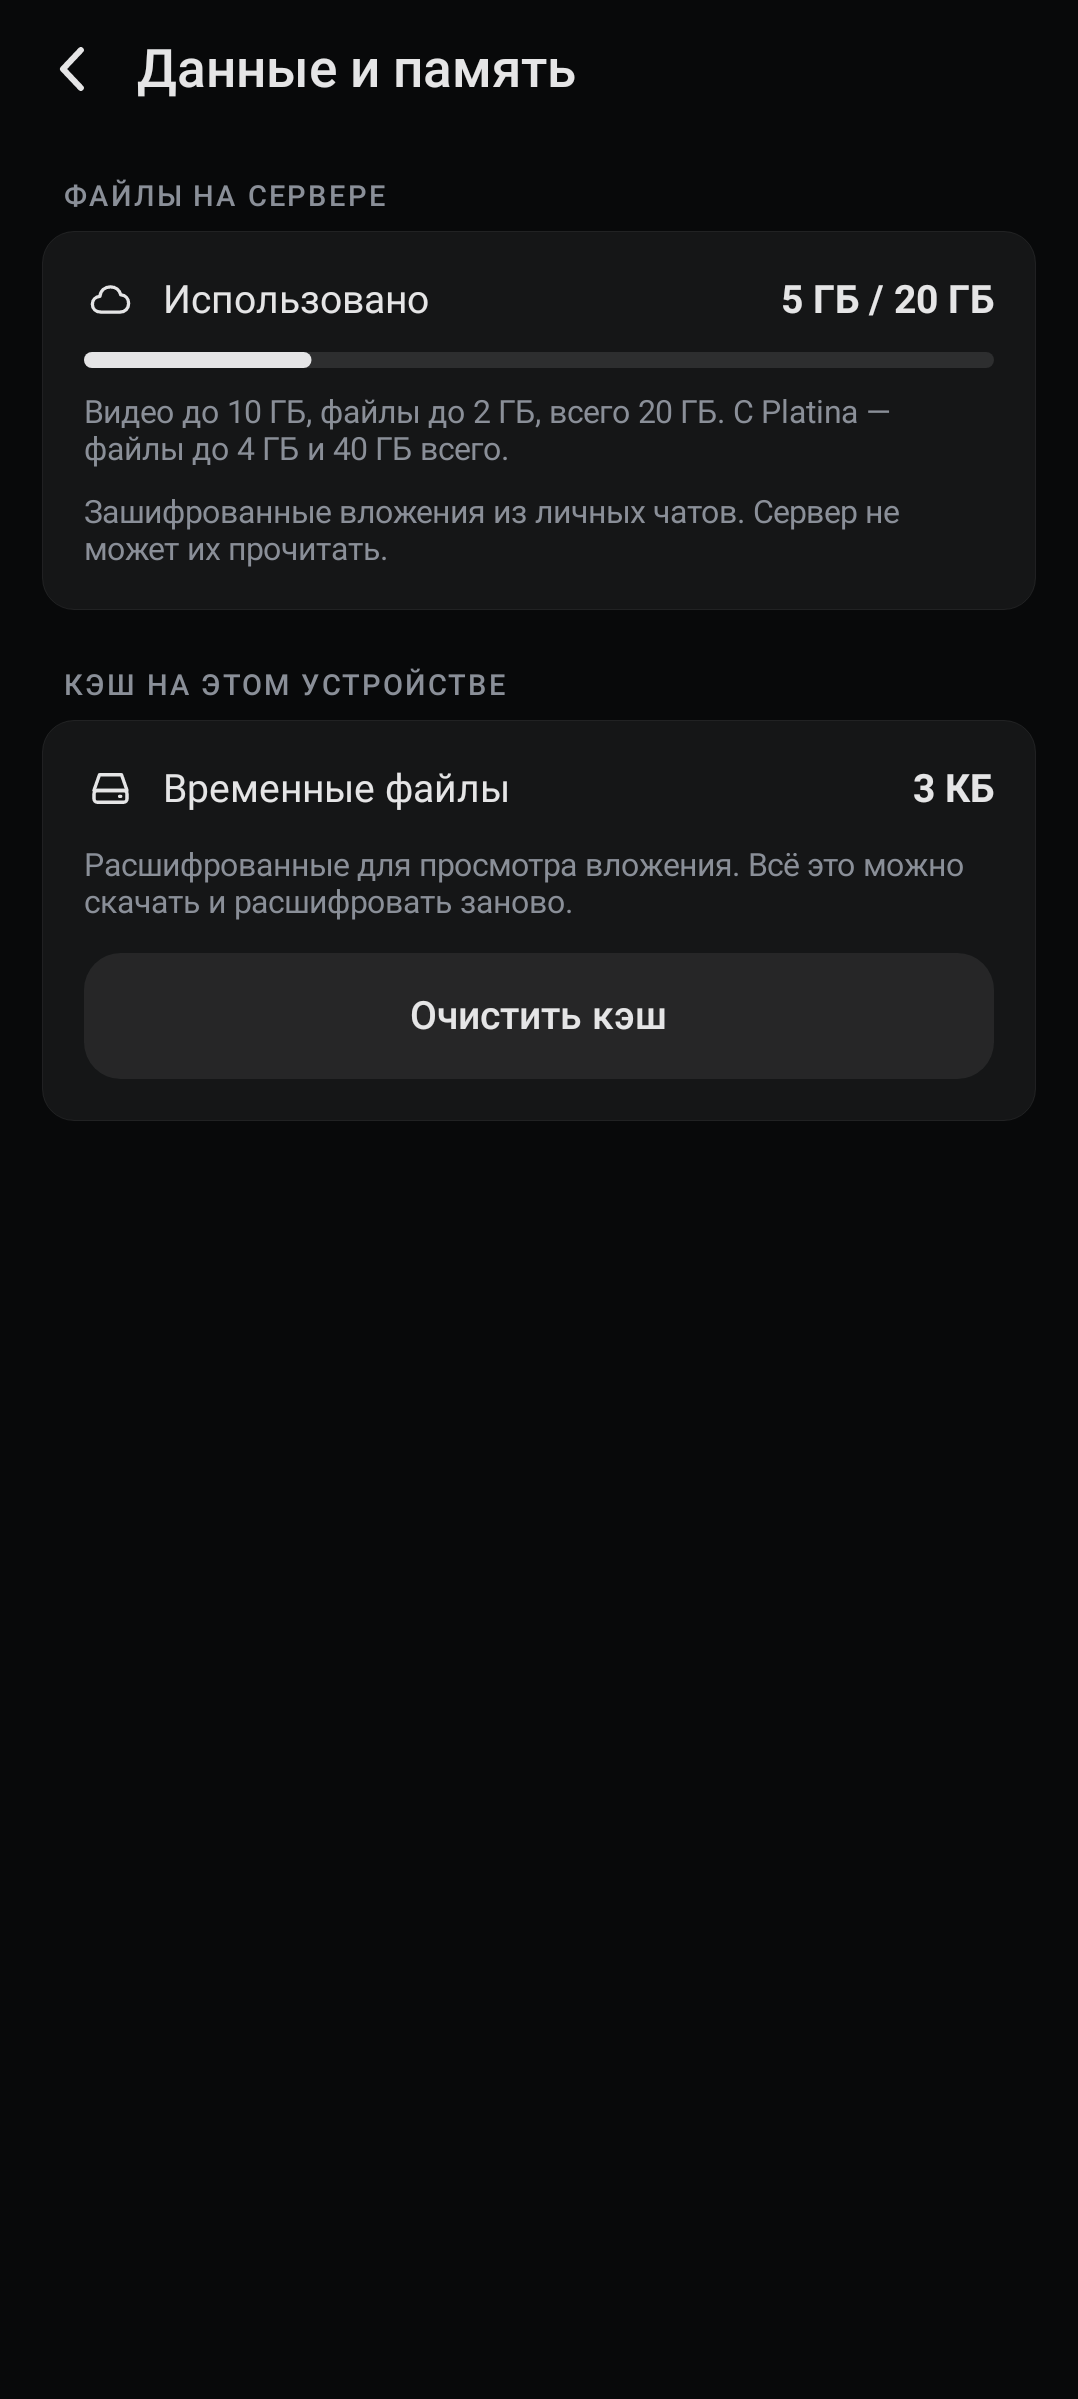 Данные и память
ФАЙЛЫ НА СЕРВЕРЕ
Использовано 5 ГБ / 20 ГБ
Видео до 10 ГБ, файлы до 2 ГБ, всего 20 ГБ. С Platina —
файлы до 4 ГБ и 40 ГБ всего.
Зашифрованные вложения из личных чатов. Сервер не
может их прочитать.
КЭШ НА ЭТОМ УСТРОЙСТВЕ
Временные файлы 3 КБ
Расшифрованные для просмотра вложения. Всё это можно
скачать и расшифровать заново.
Очистить кэш